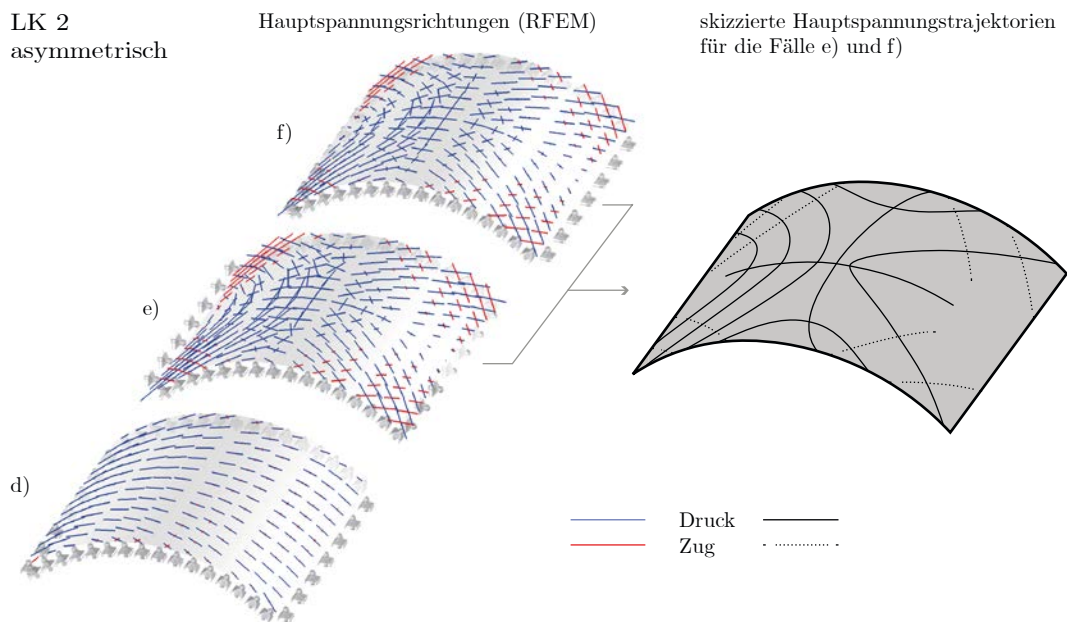 LK 2
asymmetrisch
Hauptspannungsrichtungen (RFEM)
skizzierte Hauptspannungstrajektorien
für die Fälle e) und f)
f)
e)
d)
Druck
Zug